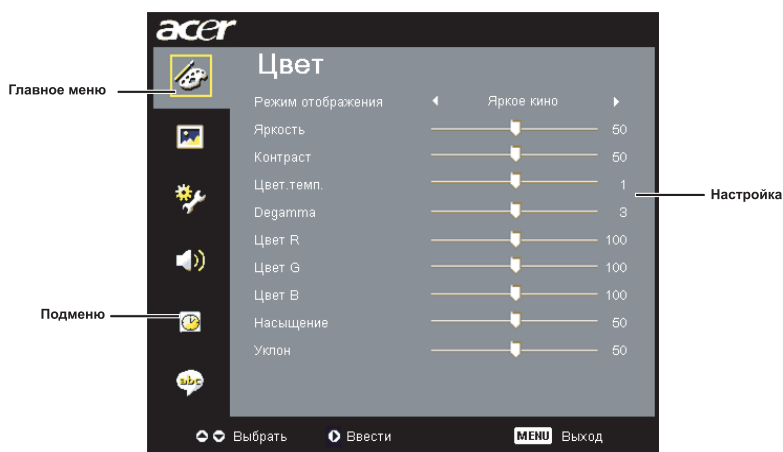 acer
Цвет
Главное меню
Режим отображения Яркое кино
Яркость 50
Контраст 50
Цвет.темп. 1
Настройка
Degamma 3
Цвет R 100
Цвет G 100
Цвет B 100
Подменю
Насыщение 50
Уклон 50
abc
Выбрать Ввести MENU Выход